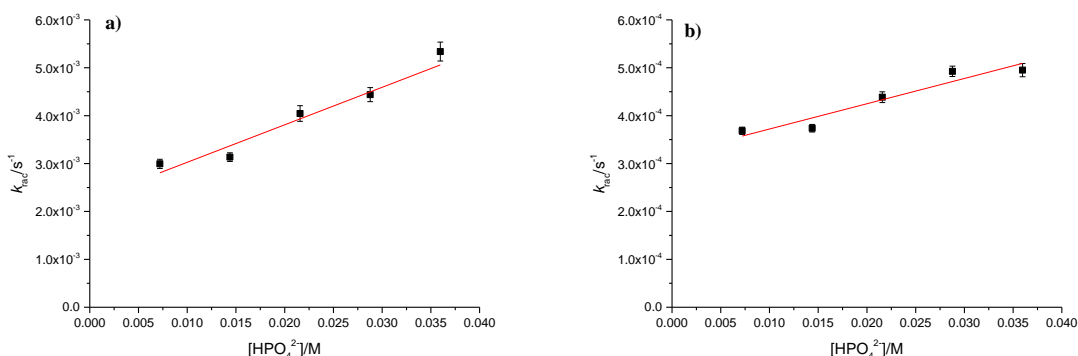 a)
6.0x10⁻³
5.0x10⁻³
4.0x10⁻³
3.0x10⁻³
2.0x10⁻³
1.0x10⁻³
0.0
k_rac/s⁻¹
0.000 0.005 0.010 0.015 0.020 0.025 0.030 0.035 0.040
[HPO₄²⁻]/M
b)
6.0x10⁻⁴
5.0x10⁻⁴
4.0x10⁻⁴
3.0x10⁻⁴
2.0x10⁻⁴
1.0x10⁻⁴
0.0
k_rac/s⁻¹
0.000 0.005 0.010 0.015 0.020 0.025 0.030 0.035 0.040
[HPO₄²⁻]/M